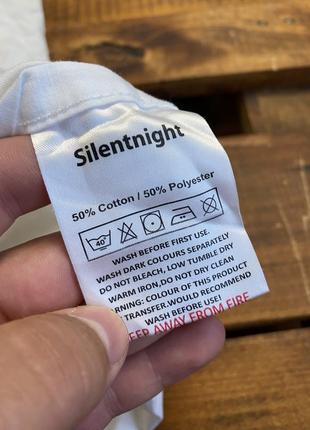 Silentnight
50% Cotton / 50% Polyester
40°
WASH BEFORE FIRST USE.
WASH DARK COLOURS SEPARATELY
DO NOT BLEACH, LOW TUMBLE DRY
WARM IRON,DO NOT DRY CLEAN
WARNING: COLOUR OF THIS PRODUCT
TRANSFER.WOULD RECOMMEND
WASH BEFORE USE!
AWAY FROM FIRE